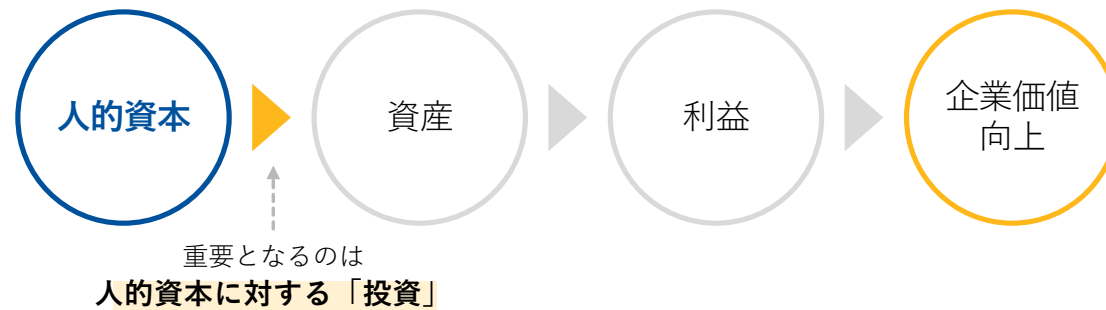 人的資本
資産
利益
企業価値
向上
重要となるのは
人的資本に対する「投資」